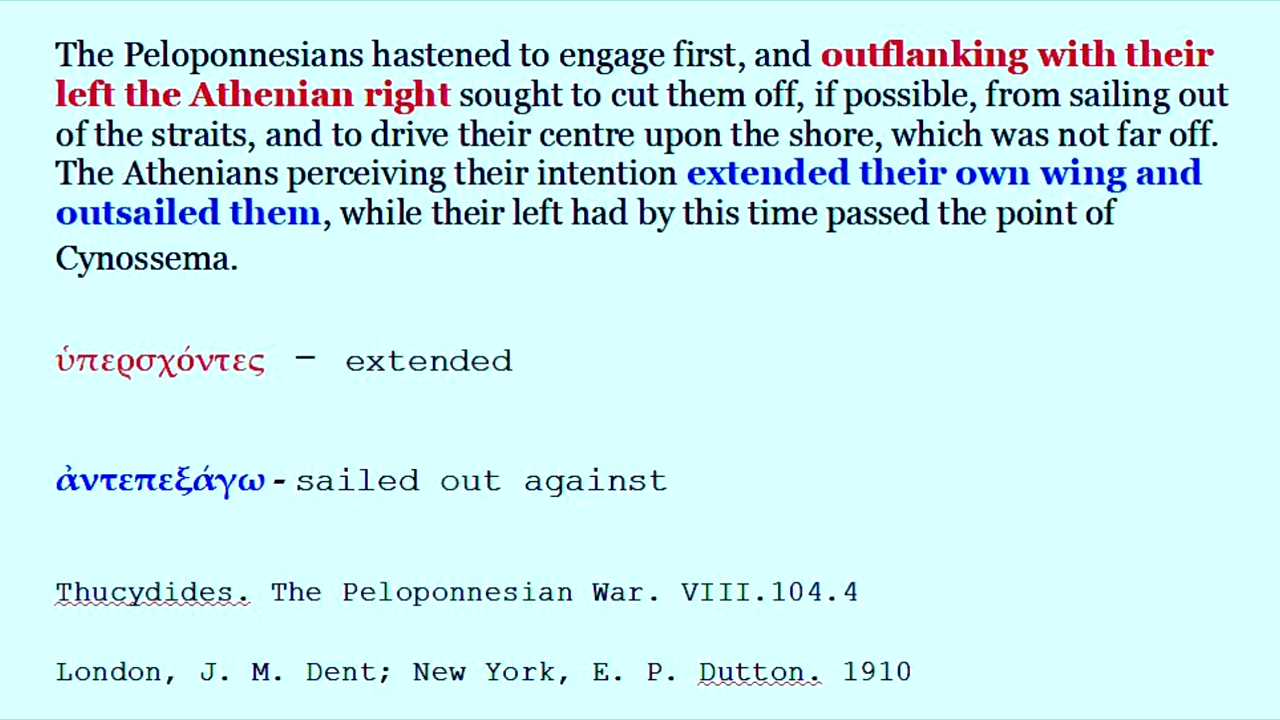 The Peloponnesians hastened to engage first, and outflanking with their
left the Athenian right sought to cut them off, if possible, from sailing out
of the straits, and to drive their centre upon the shore, which was not far off.
The Athenians perceiving their intention extended their own wing and
outsailed them, while their left had by this time passed the point of
Cynossema.
ὑπερσχόντες – extended
ἀντεπεξάγω - sailed out against
Thucydides. The Peloponnesian War. VIII.104.4
London, J. M. Dent; New York, E. P. Dutton. 1910